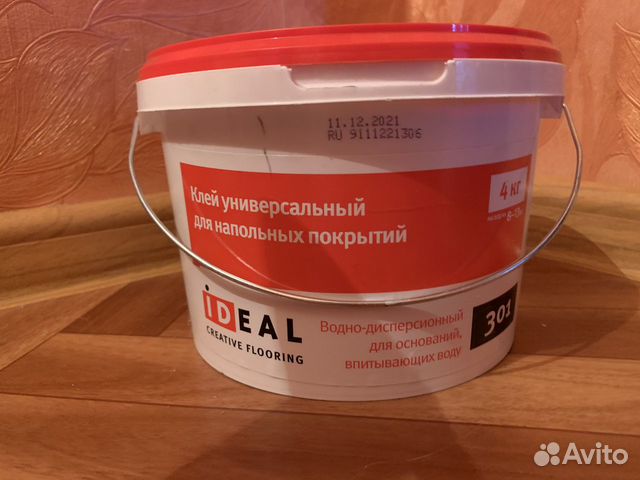 11.12.2021
RU 9111221306
Клей универсальный
для напольных покрытий
4 кг
iDEAL
CREATIVE FLOORING
Водно-дисперсионный
для оснований,
впитывающих воду
301
Avito